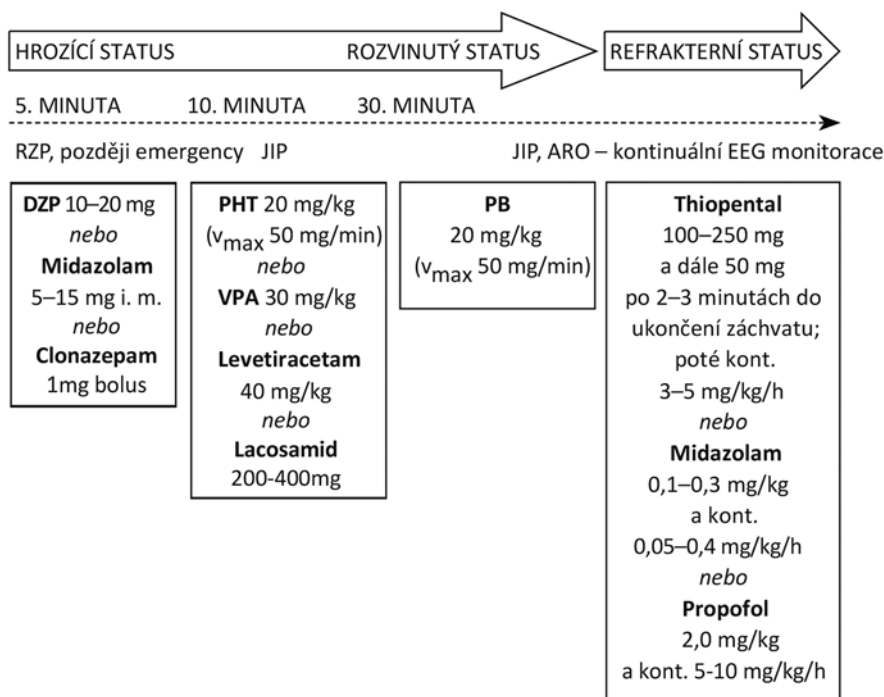 HROZÍCÍ STATUS
ROZVINUTÝ STATUS
REFRAKTERNÍ STATUS
5. MINUTA
10. MINUTA
30. MINUTA
RZP, později emergency
JIP
JIP, ARO – kontinuální EEG monitorace
DZP 10–20 mg
nebo
Midazolam
5–15 mg i. m.
nebo
Clonazepam
1mg bolus
PHT 20 mg/kg
(vmax 50 mg/min)
nebo
VPA 30 mg/kg
nebo
Levetiracetam
40 mg/kg
nebo
Lacosamid
200-400mg
PB
20 mg/kg
(vmax 50 mg/min)
Thiopental
100–250 mg
a dále 50 mg
po 2–3 minutách do
ukončení záchvatu;
poté kont.
3–5 mg/kg/h
nebo
Midazolam
0,1–0,3 mg/kg
a kont.
0,05–0,4 mg/kg/h
nebo
Propofol
2,0 mg/kg
a kont. 5-10 mg/kg/h